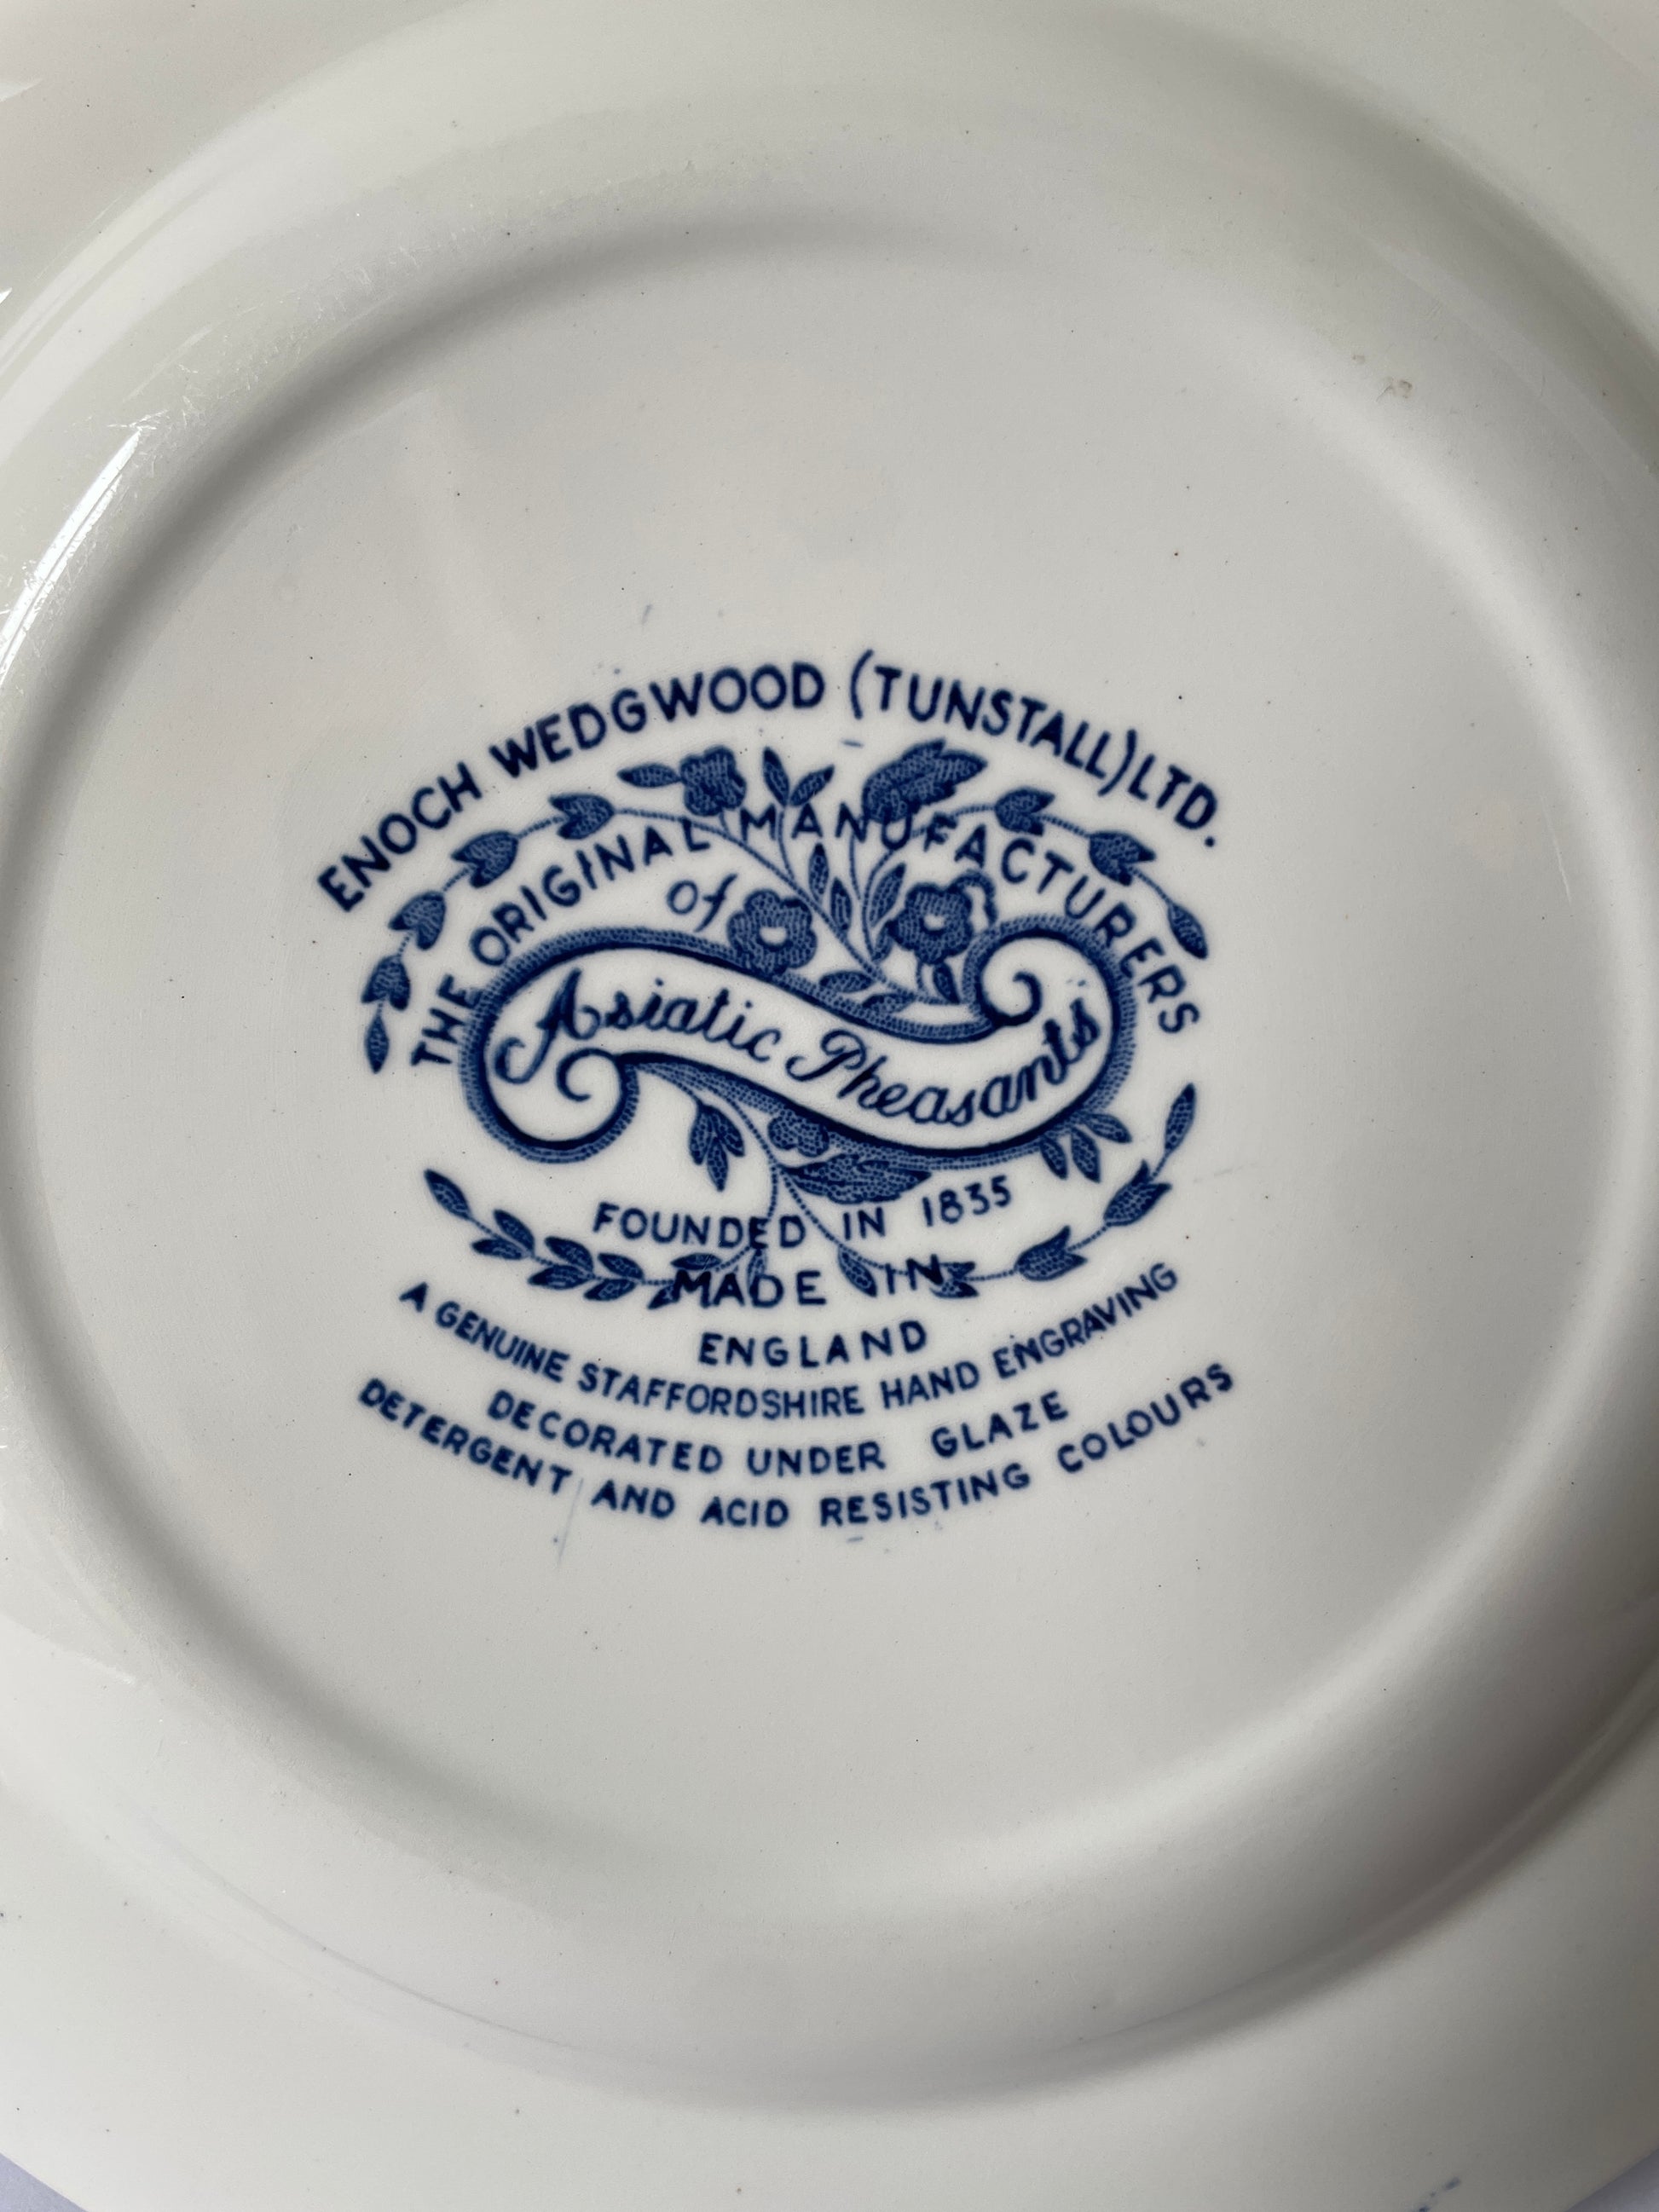 ENOCH WEDGWOOD (TUNSTALL) LTD.
THE ORIGINAL MANUFACTURERS
of
Asiatic Pheasants
FOUNDED IN 1835
MADE IN
ENGLAND
A GENUINE STAFFORDSHIRE HAND ENGRAVING
DECORATED UNDER GLAZE
DETERGENT AND ACID RESISTING COLOURS